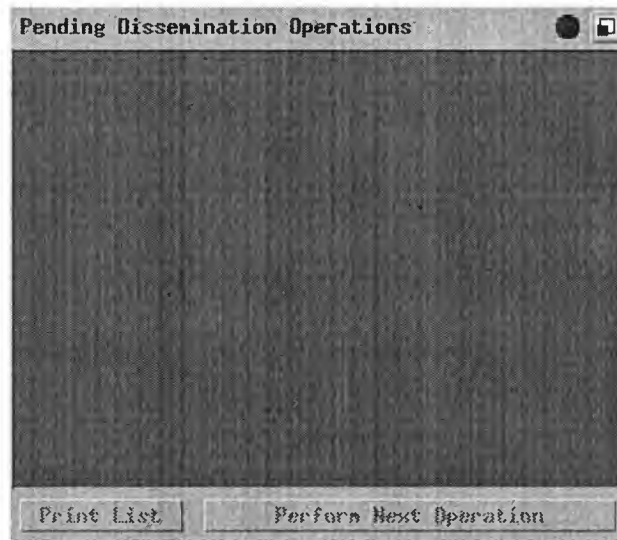 Pending Dissemination Operations
Print List
Perform Next Operation